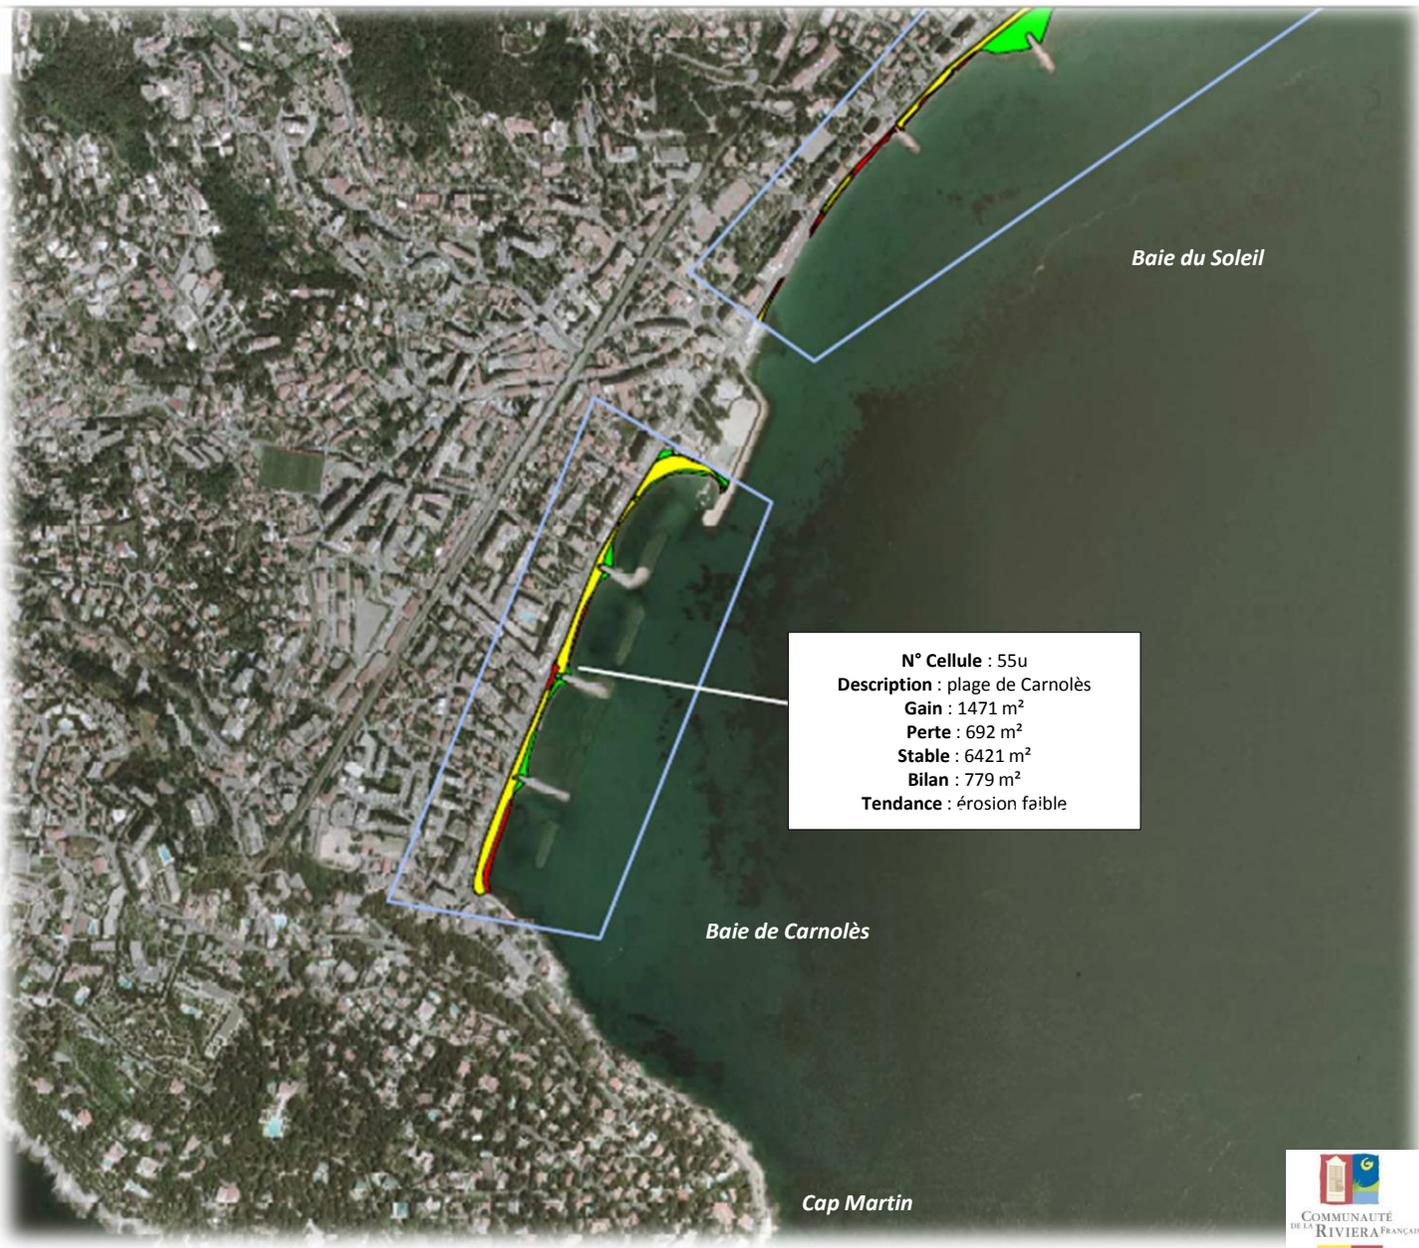 Baie du Soleil
N° Cellule : 55u
Description : plage de Carnolès
Gain : 1471 m²
Perte : 692 m²
Stable : 6421 m²
Bilan : 779 m²
Tendance : érosion faible
Baie de Carnolès
Cap Martin
COMMUNAUTÉ
DE LA RIVIERA FRANÇAI